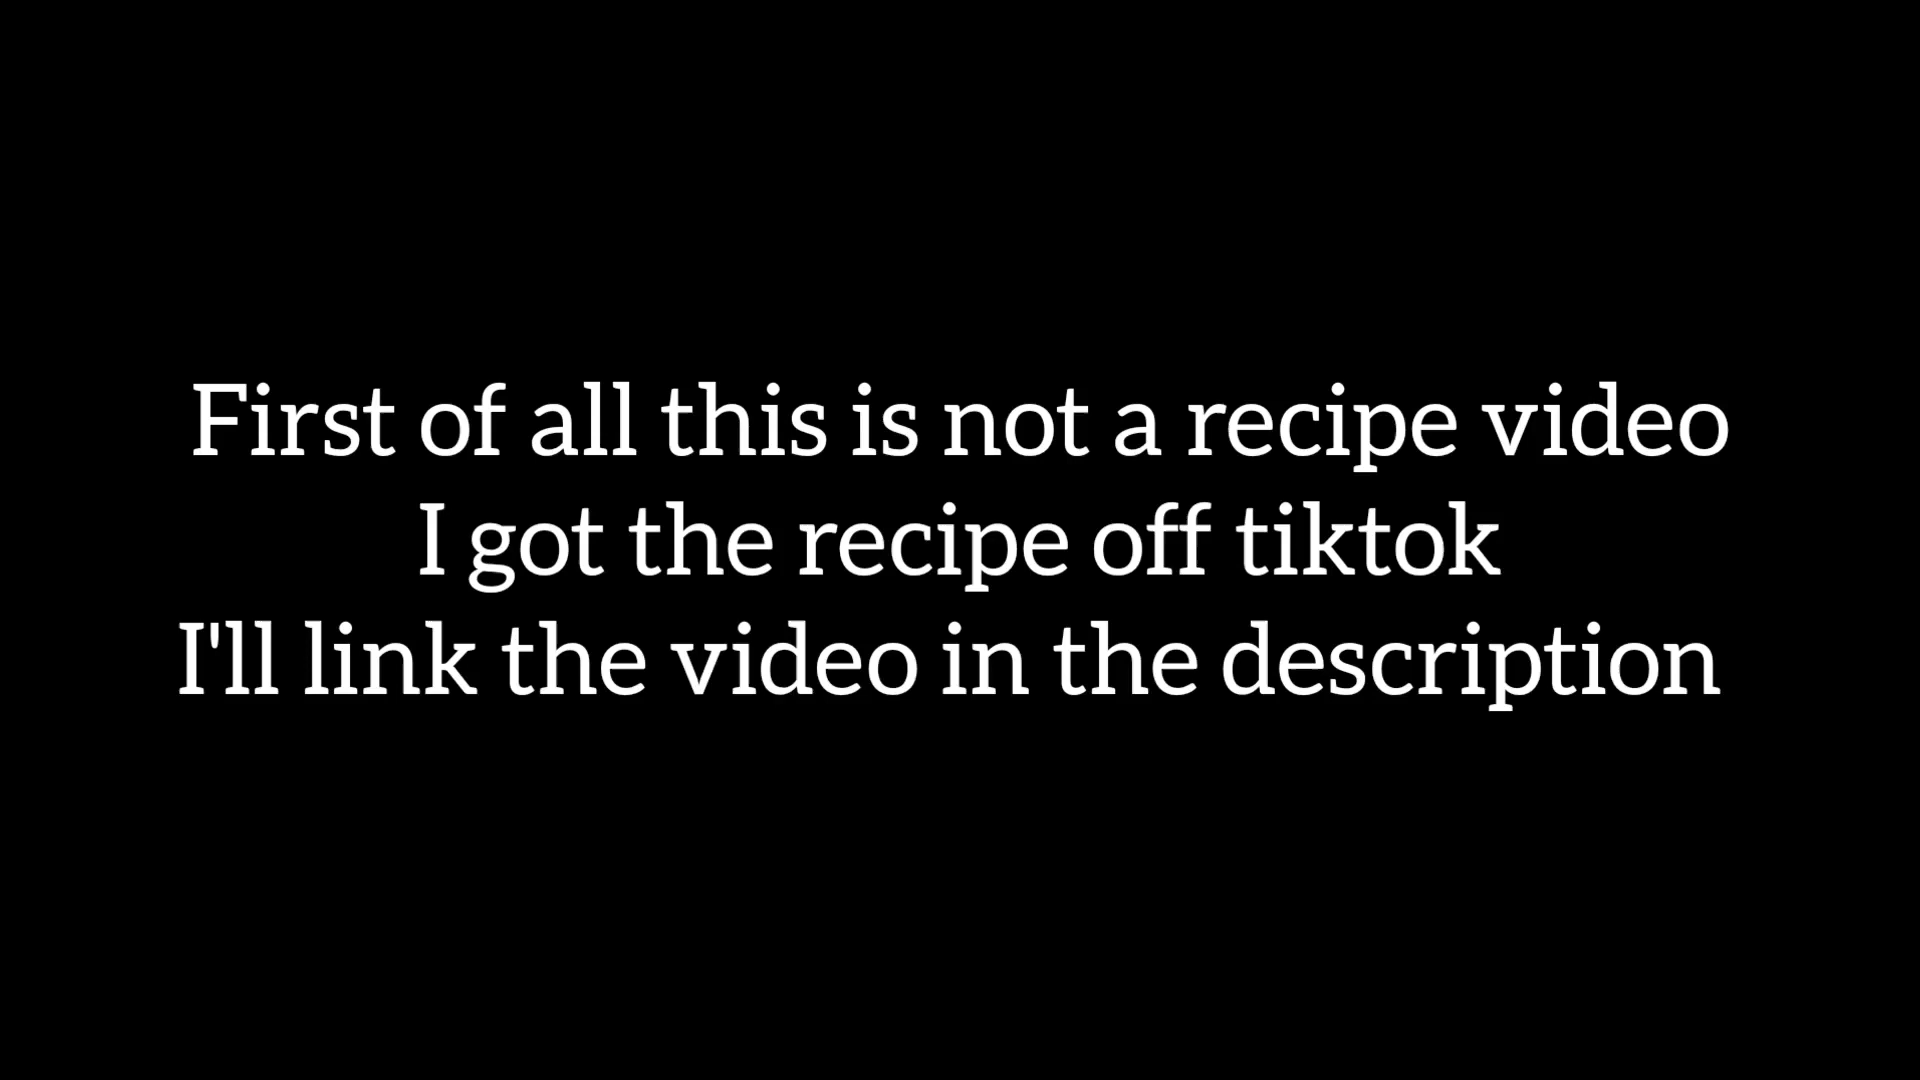 First of all this is not a recipe video
I got the recipe off tiktok
I'll link the video in the description